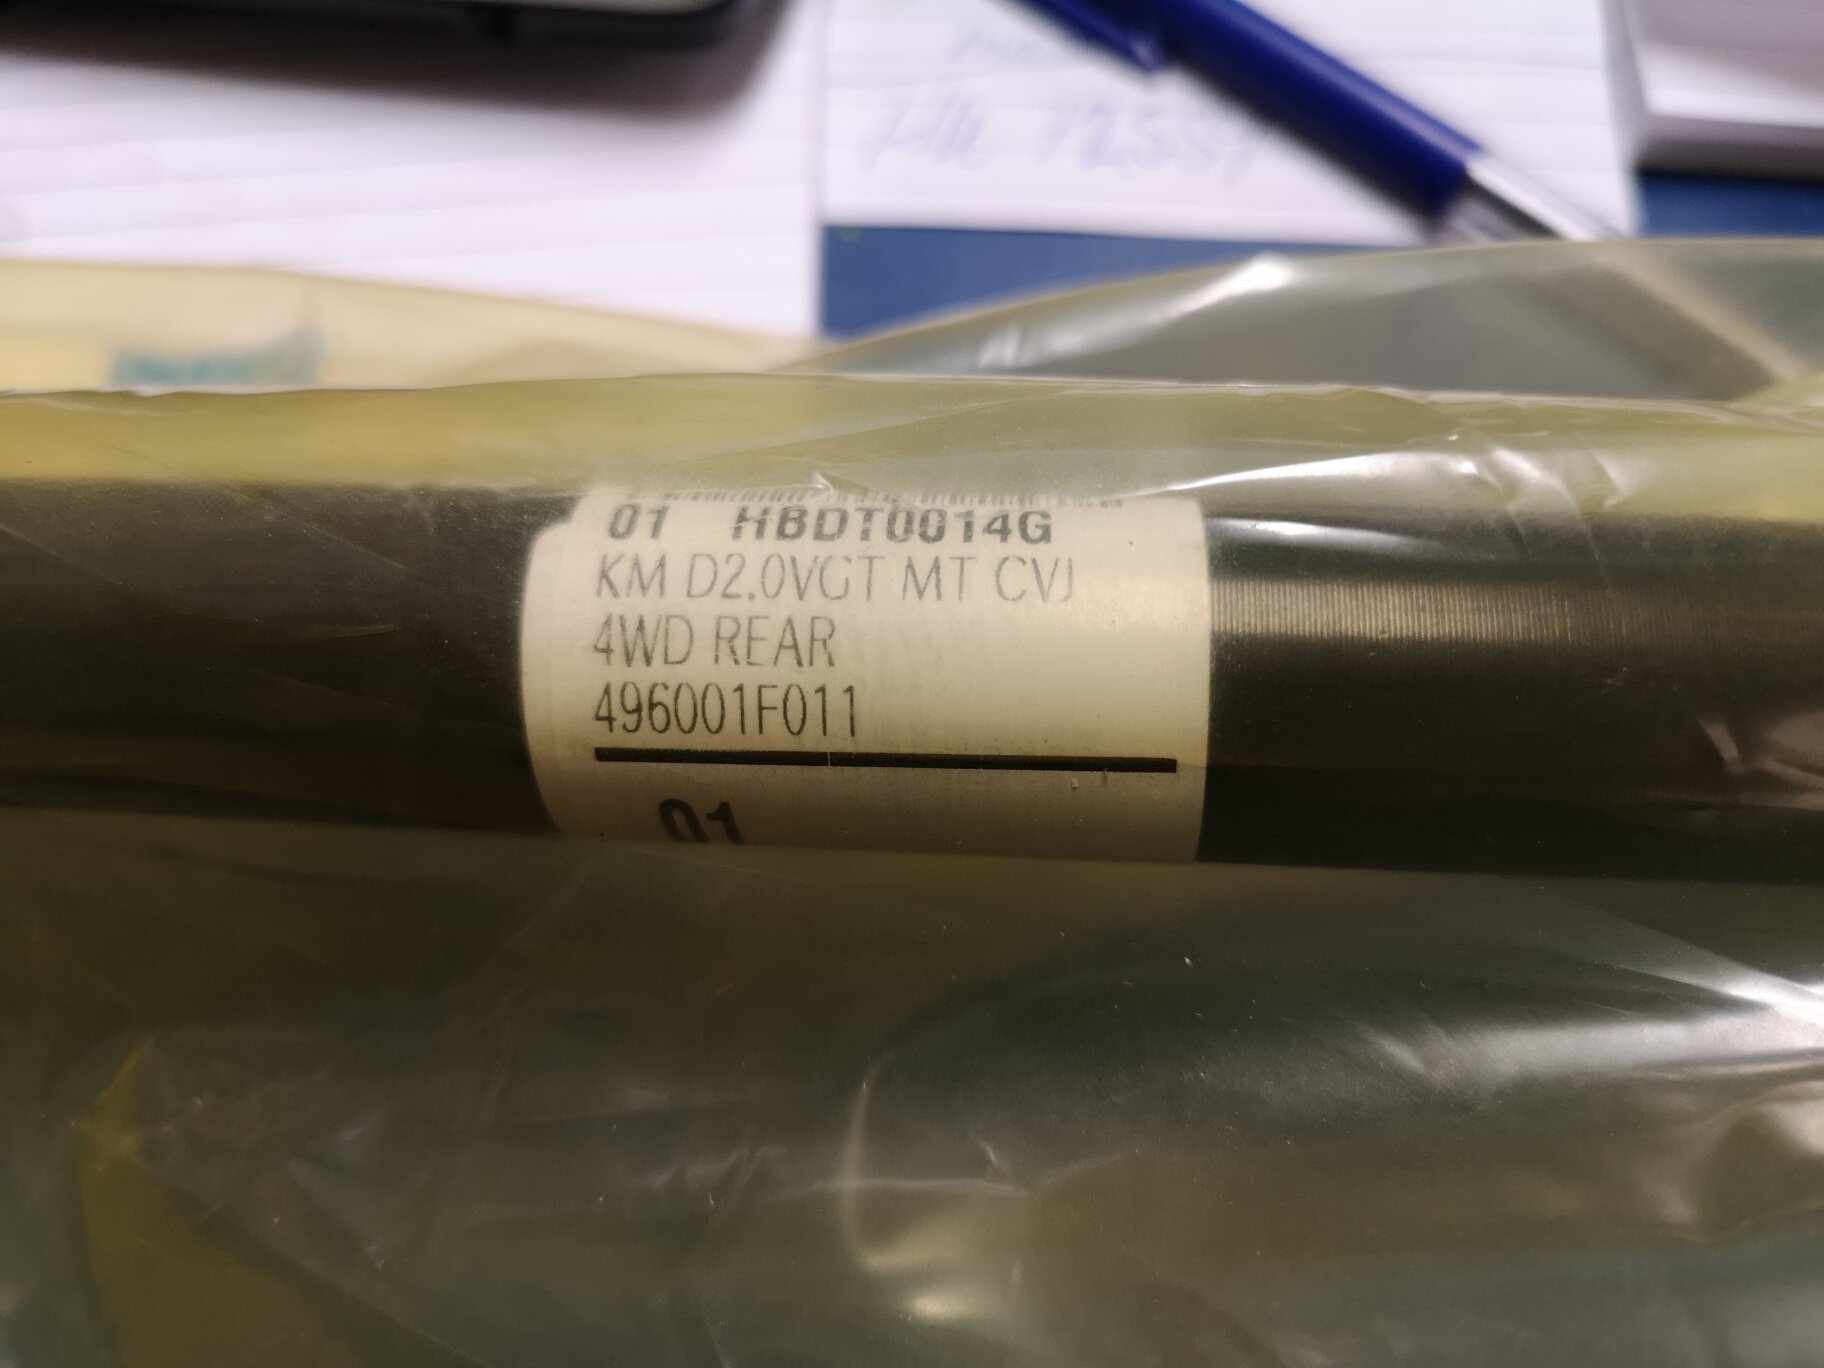 01 HBDT0014G
KM D2.0VGT MT CVJ
4WD REAR
496001F011
01